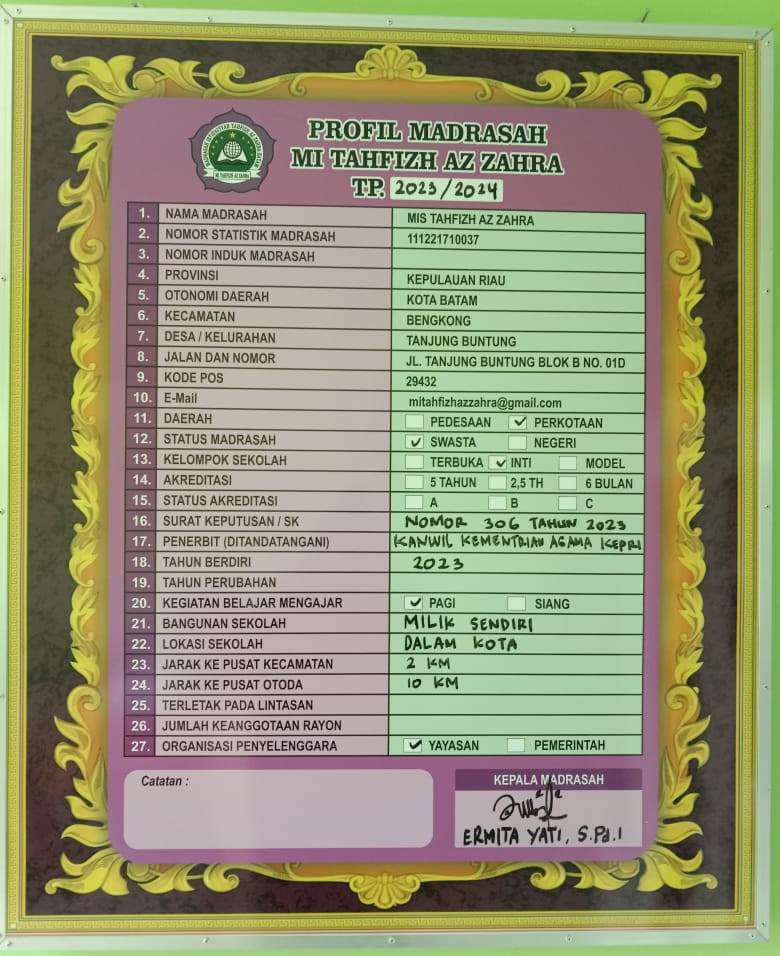 PROFIL MADRASAH
MI TAHFIZH AZ ZAHRA
TP. 2023/2024
MI TAHFIZH AZ ZAHRA
1. NAMA MADRASAH MIS TAHFIZH AZ ZAHRA
2. NOMOR STATISTIK MADRASAH 111221710037
3. NOMOR INDUK MADRASAH
4. PROVINSI KEPULAUAN RIAU
5. OTONOMI DAERAH KOTA BATAM
6. KECAMATAN BENGKONG
7. DESA / KELURAHAN TANJUNG BUNTUNG
8. JALAN DAN NOMOR JL. TANJUNG BUNTUNG BLOK B NO. 01D
9. KODE POS 29432
10. E-Mail mitahfizhazzahra@gmail.com
11. DAERAH PEDESAAN ✓ PERKOTAAN
12. STATUS MADRASAH ✓ SWASTA NEGERI
13. KELOMPOK SEKOLAH TERBUKA ✓ INTI MODEL
14. AKREDITASI 5 TAHUN 2,5 TH 6 BULAN
15. STATUS AKREDITASI A B C
16. SURAT KEPUTUSAN / SK NOMOR 306 TAHUN 2023
17. PENERBIT (DITANDATANGANI) KANWIL KEMENTRIAN AGAMA KEPRI
18. TAHUN BERDIRI 2023
19. TAHUN PERUBAHAN
20. KEGIATAN BELAJAR MENGAJAR ✓ PAGI SIANG
21. BANGUNAN SEKOLAH MILIK SENDIRI
22. LOKASI SEKOLAH DALAM KOTA
23. JARAK KE PUSAT KECAMATAN 2 KM
24. JARAK KE PUSAT OTODA 10 KM
25. TERLETAK PADA LINTASAN
26. JUMLAH KEANGGOTAAN RAYON
27. ORGANISASI PENYELENGGARA ✓ YAYASAN PEMERINTAH
Catatan :
KEPALA MADRASAH
ERMITA YATI, S.Pd.I